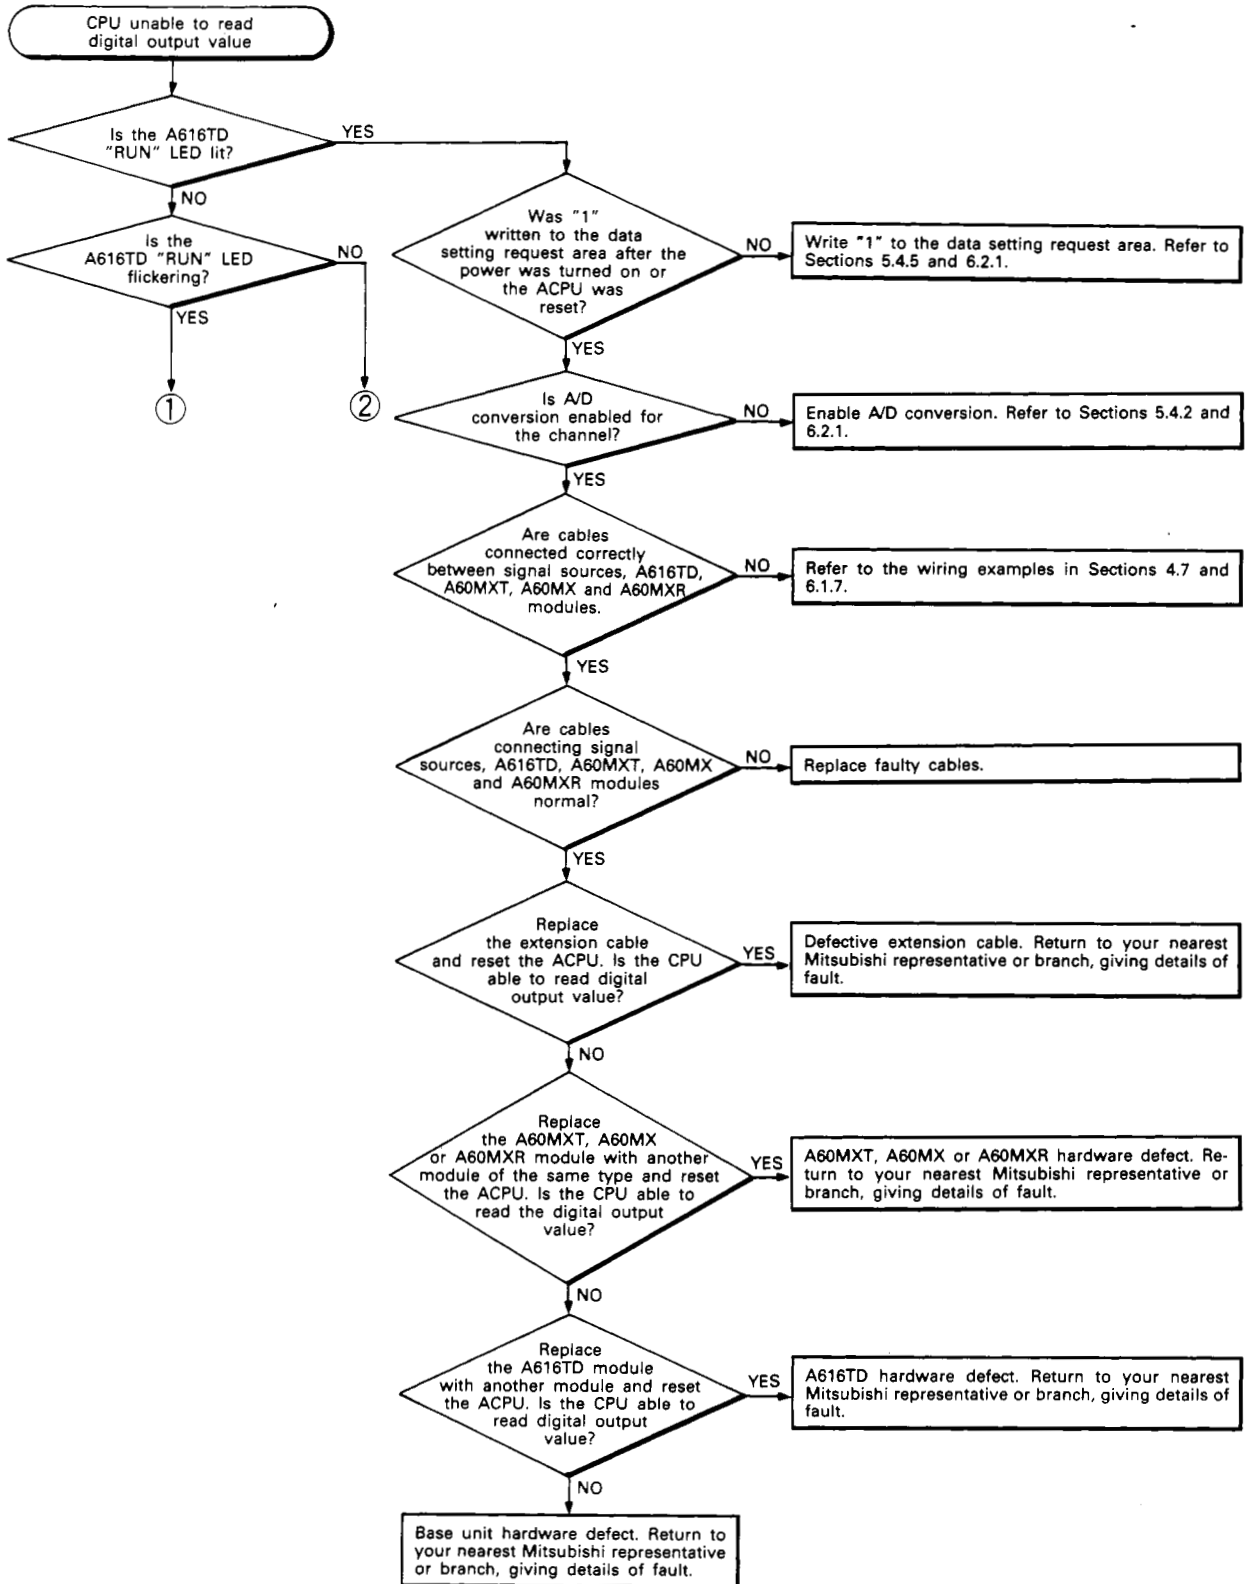 CPU unable to read
digital output value
Is the A616TD
"RUN" LED lit?
YES
NO
Is the
A616TD "RUN" LED
flickering?
NO
YES
①
②
Was "1"
written to the data
setting request area after the
power was turned on or
the ACPU was
reset?
NO
Write "1" to the data setting request area. Refer to
Sections 5.4.5 and 6.2.1.
YES
Is A/D
conversion enabled for
the channel?
NO
Enable A/D conversion. Refer to Sections 5.4.2 and
6.2.1.
YES
Are cables
connected correctly
between signal sources, A616TD,
A60MXT, A60MX and A60MXR
modules.
NO
Refer to the wiring examples in Sections 4.7 and
6.1.7.
YES
Are cables
connecting signal
sources, A616TD, A60MXT, A60MX
and A60MXR modules
normal?
NO
Replace faulty cables.
YES
Replace
the extension cable
and reset the ACPU. Is the CPU
able to read digital
output value?
YES
Defective extension cable. Return to your nearest
Mitsubishi representative or branch, giving details of
fault.
NO
Replace
the A60MXT, A60MX
or A60MXR module with another
module of the same type and reset
the ACPU. Is the CPU able to
read the digital output
value?
YES
A60MXT, A60MX or A60MXR hardware defect. Re-
turn to your nearest Mitsubishi representative or
branch, giving details of fault.
NO
Replace
the A616TD module
with another module and reset
the ACPU. Is the CPU able to
read digital output
value?
YES
A616TD hardware defect. Return to your nearest
Mitsubishi representative or branch, giving details of
fault.
NO
Base unit hardware defect. Return to
your nearest Mitsubishi representative
or branch, giving details of fault.